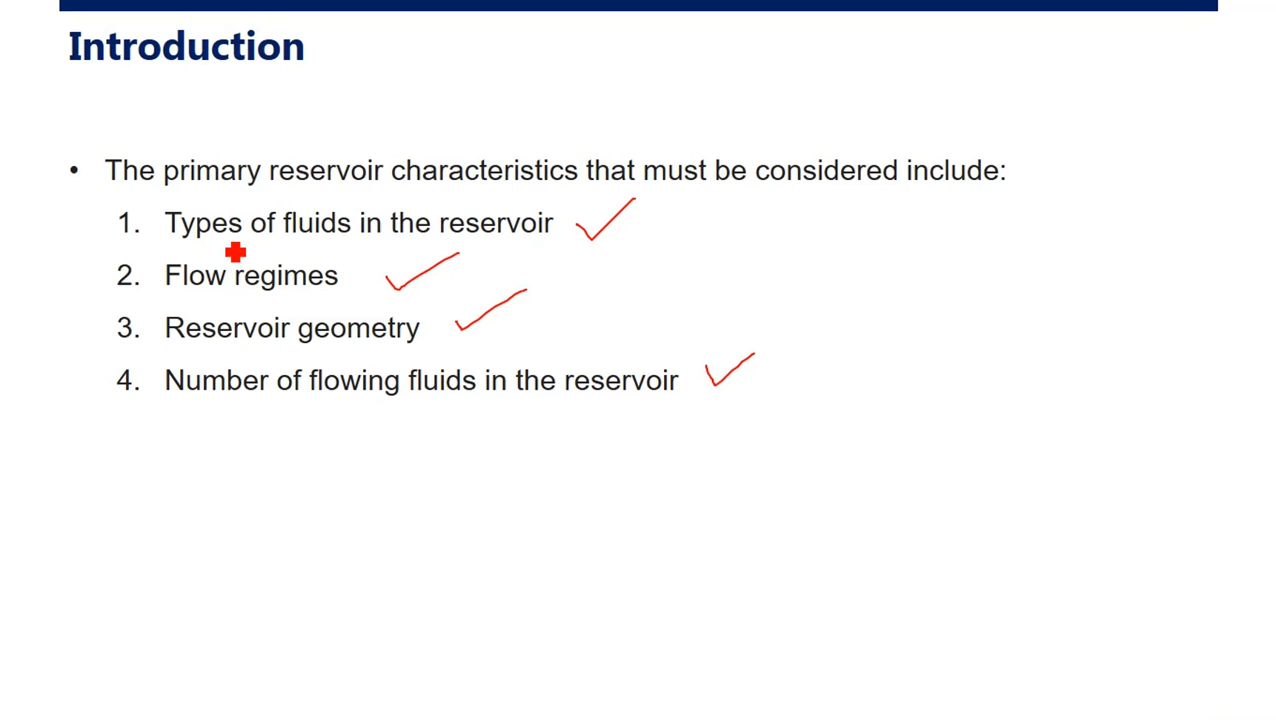 Introduction
• The primary reservoir characteristics that must be considered include:
1. Types of fluids in the reservoir
2. Flow regimes
3. Reservoir geometry
4. Number of flowing fluids in the reservoir